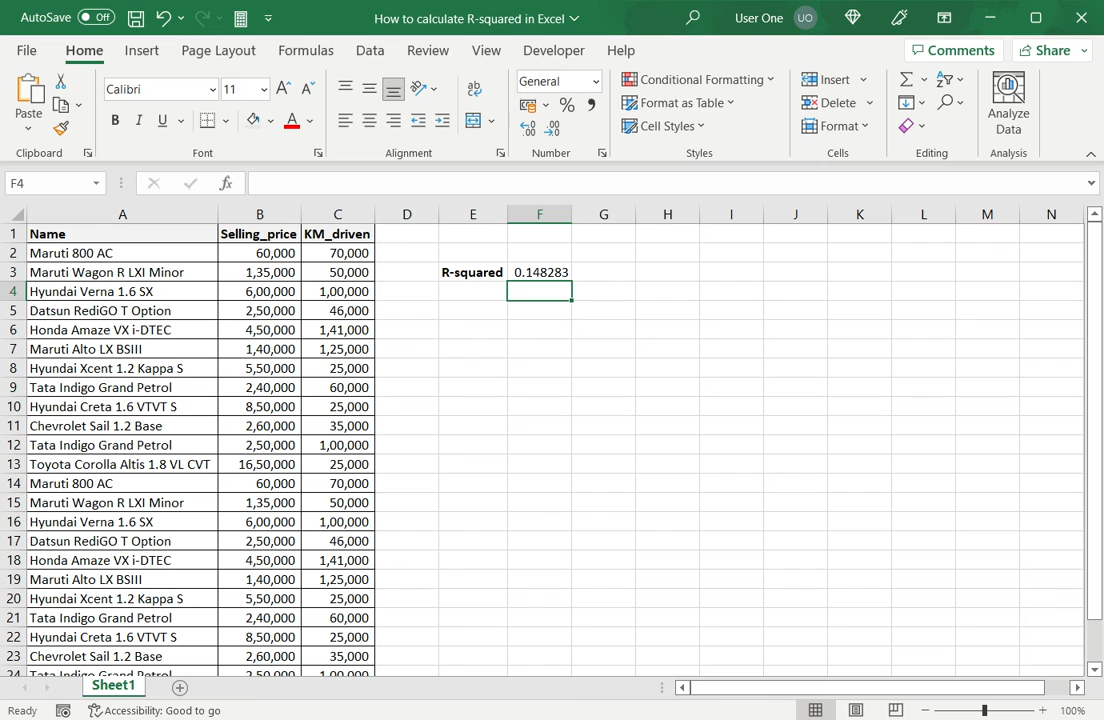 AutoSave Off How to calculate R-squared in Excel User One UO
File Home Insert Page Layout Formulas Data Review View Developer Help Comments Share
Paste Calibri 11 A A ab General Conditional Formatting Insert
% , Format as Table Delete Analyze Data
B I U A .00 .00 Cell Styles Format
Clipboard Font Alignment Number Styles Cells Editing Analysis
F4 fx
A B C D E F G H I J K L M N
1 Name Selling_price KM_driven
2 Maruti 800 AC 60,000 70,000
3 Maruti Wagon R LXI Minor 1,35,000 50,000 R-squared 0.148283
4 Hyundai Verna 1.6 SX 6,00,000 1,00,000
5 Datsun RediGO T Option 2,50,000 46,000
6 Honda Amaze VX i-DTEC 4,50,000 1,41,000
7 Maruti Alto LX BSIII 1,40,000 1,25,000
8 Hyundai Xcent 1.2 Kappa S 5,50,000 25,000
9 Tata Indigo Grand Petrol 2,40,000 60,000
10 Hyundai Creta 1.6 VTVT S 8,50,000 25,000
11 Chevrolet Sail 1.2 Base 2,60,000 35,000
12 Tata Indigo Grand Petrol 2,50,000 1,00,000
13 Toyota Corolla Altis 1.8 VL CVT 16,50,000 25,000
14 Maruti 800 AC 60,000 70,000
15 Maruti Wagon R LXI Minor 1,35,000 50,000
16 Hyundai Verna 1.6 SX 6,00,000 1,00,000
17 Datsun RediGO T Option 2,50,000 46,000
18 Honda Amaze VX i-DTEC 4,50,000 1,41,000
19 Maruti Alto LX BSIII 1,40,000 1,25,000
20 Hyundai Xcent 1.2 Kappa S 5,50,000 25,000
21 Tata Indigo Grand Petrol 2,40,000 60,000
22 Hyundai Creta 1.6 VTVT S 8,50,000 25,000
23 Chevrolet Sail 1.2 Base 2,60,000 35,000
24 Tata Indigo Grand Petrol 2,50,000 1,00,000
Sheet1
Ready Accessibility: Good to go 100%